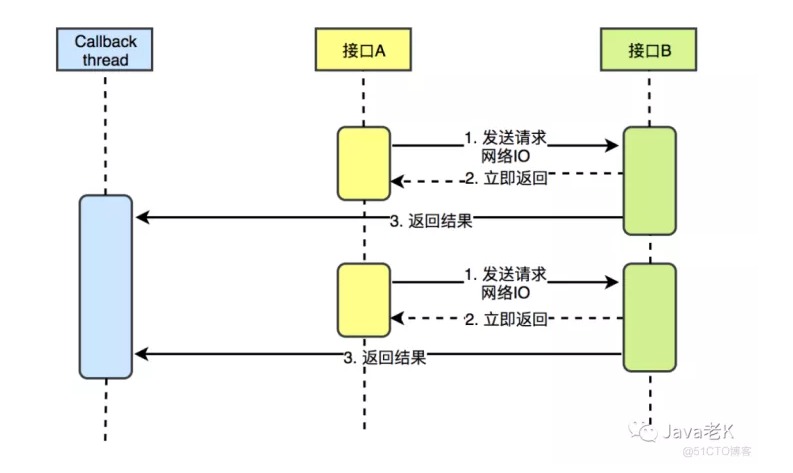 Callback
thread
接口A
接口B
1. 发送请求
网络IO
2. 立即返回
3. 返回结果
1. 发送请求
网络IO
2. 立即返回
3. 返回结果
Java老K
@51CTO博客